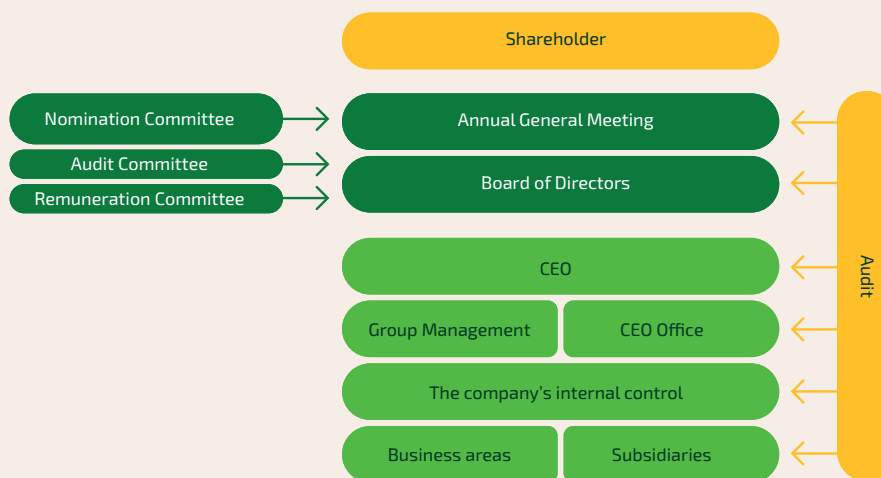 Shareholder
Nomination Committee
Annual General Meeting
Audit Committee
Board of Directors
Remuneration Committee
CEO
Group Management
CEO Office
The company’s internal control
Business areas
Subsidiaries
Audit